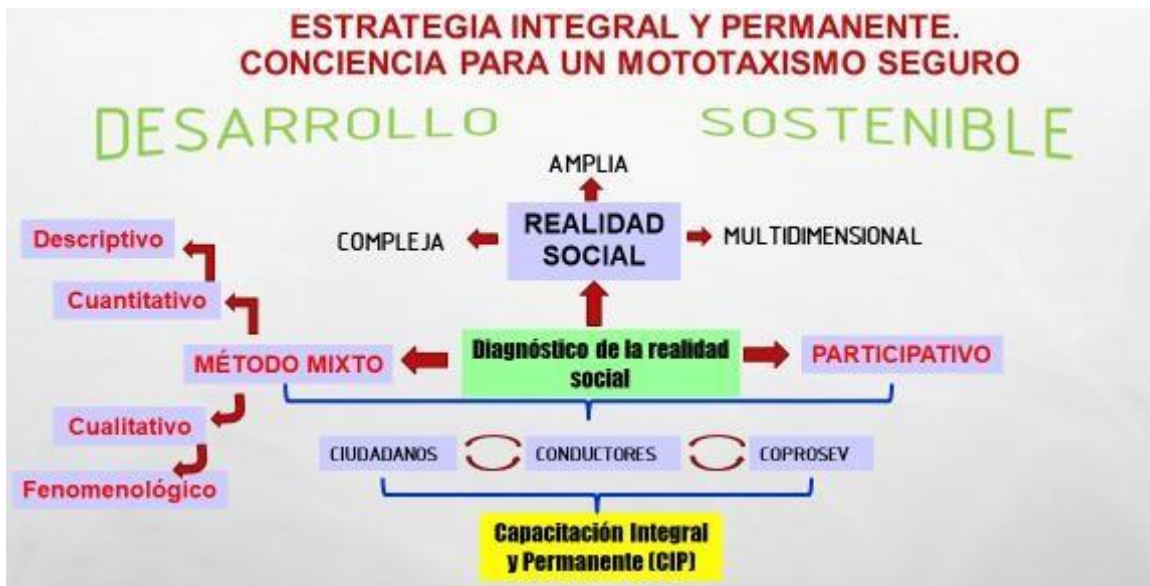 ESTRATEGIA INTEGRAL Y PERMANENTE.
CONCIENCIA PARA UN MOTOTAXISMO SEGURO
DESARROLLO SOSTENIBLE
AMPLIA
REALIDAD
SOCIAL
COMPLEJA
MULTIDIMENSIONAL
Descriptivo
Cuantitativo
MÉTODO MIXTO
Diagnóstico de la realidad
social
PARTICIPATIVO
Cualitativo
Fenomenológico
CIUDADANOS
CONDUCTORES
COPROSEV
Capacitación Integral
y Permanente (CIP)